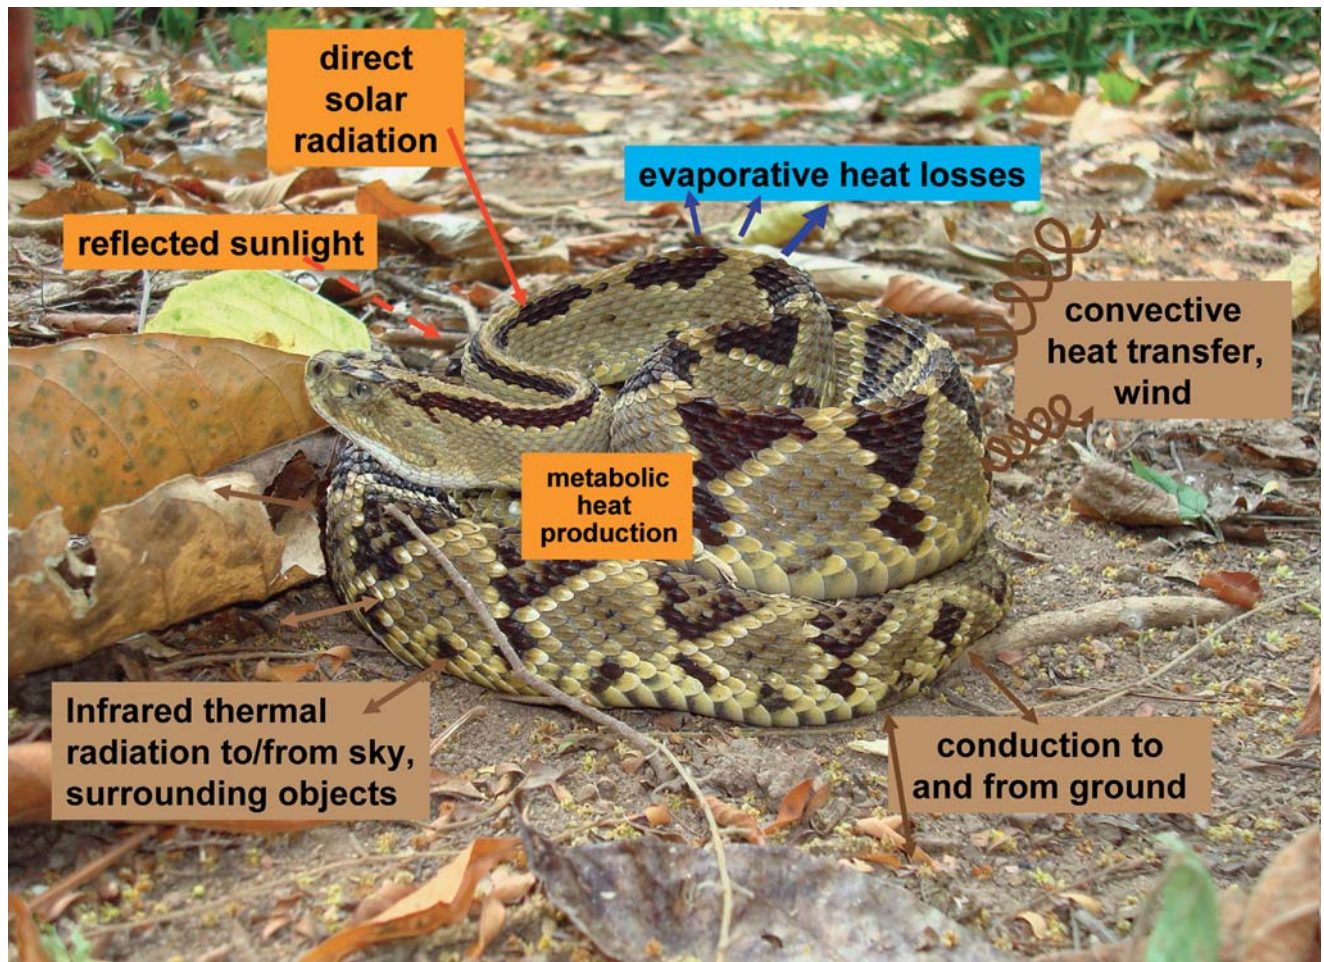 direct
solar
radiation
evaporative heat losses
reflected sunlight
convective
heat transfer,
wind
metabolic
heat
production
Infrared thermal
radiation to/from sky,
surrounding objects
conduction to
and from ground